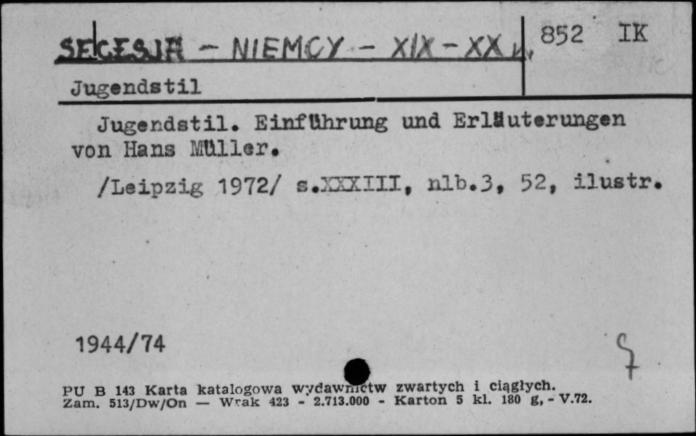 SECESJA - NIEMCY - XIX - XX w. 852 IK
Jugendstil
Jugendstil. Einführung und Erläuterungen
von Hans Müller.
/Leipzig 1972/ s.XXXIII, nlb.3, 52, ilustr.
1944/74
PU B 143 Karta katalogowa wydawnictw zwartych i ciągłych.
Zam. 513/Dw/On — Wrak 423 - 2.713.000 - Karton 5 kl. 180 g, - V.72.